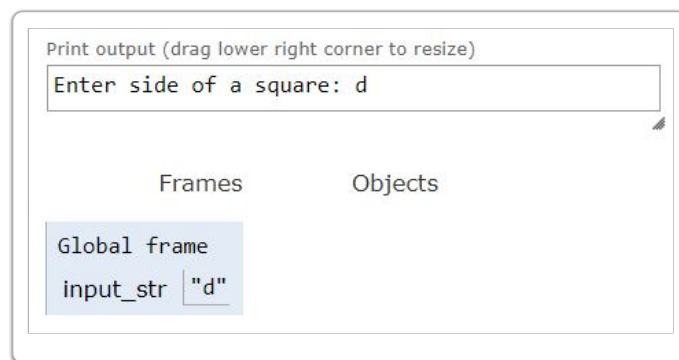 Print output (drag lower right corner to resize)
Enter side of a square: d
Frames Objects
Global frame
input_str "d"